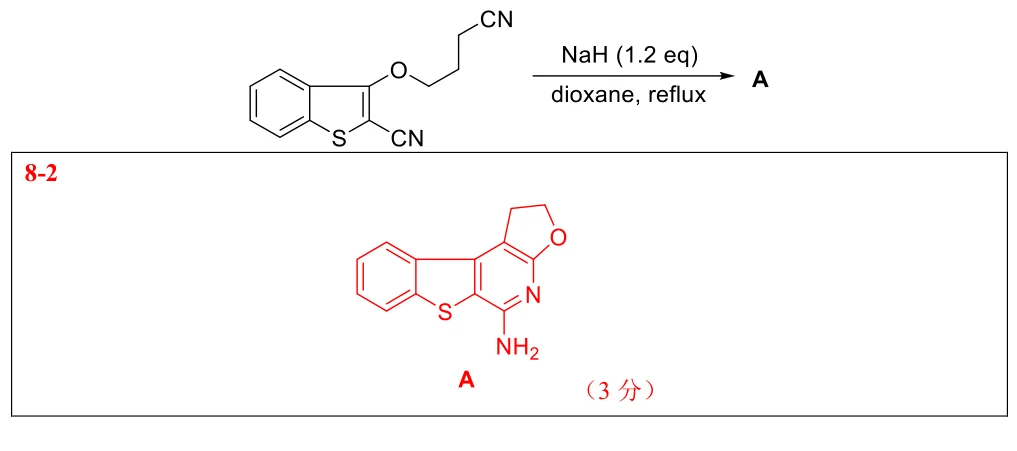 CN
O
NaH (1.2 eq)
A
dioxane, reflux
S
CN
8-2
O
N
S
NH2
A
（3 分）